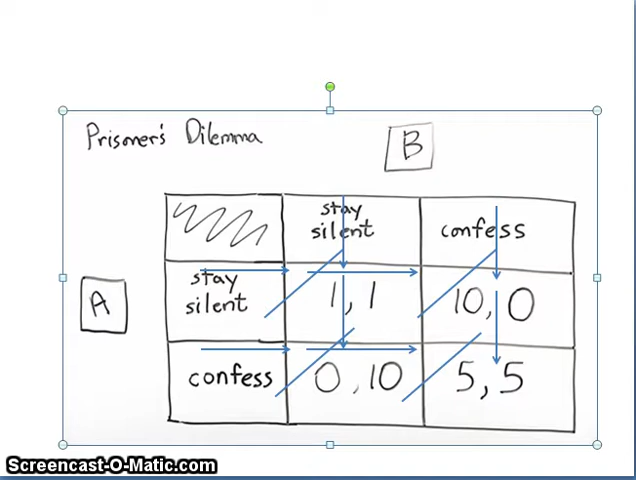 Prisoner's Dilemma
B
stay
silent
confess
A
stay
silent
1, 1
10, 0
confess
0, 10
5, 5
Screencast-O-Matic.com